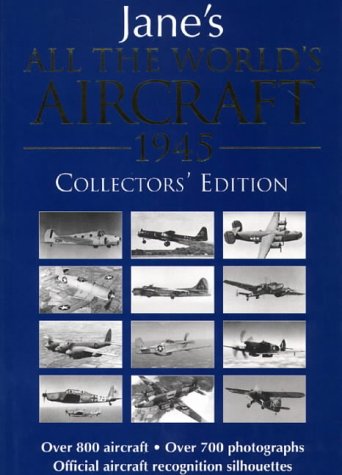 Jane's
ALL THE WORLD'S
AIRCRAFT
1945
COLLECTORS' EDITION
Over 800 aircraft • Over 700 photographs
Official aircraft recognition silhouettes